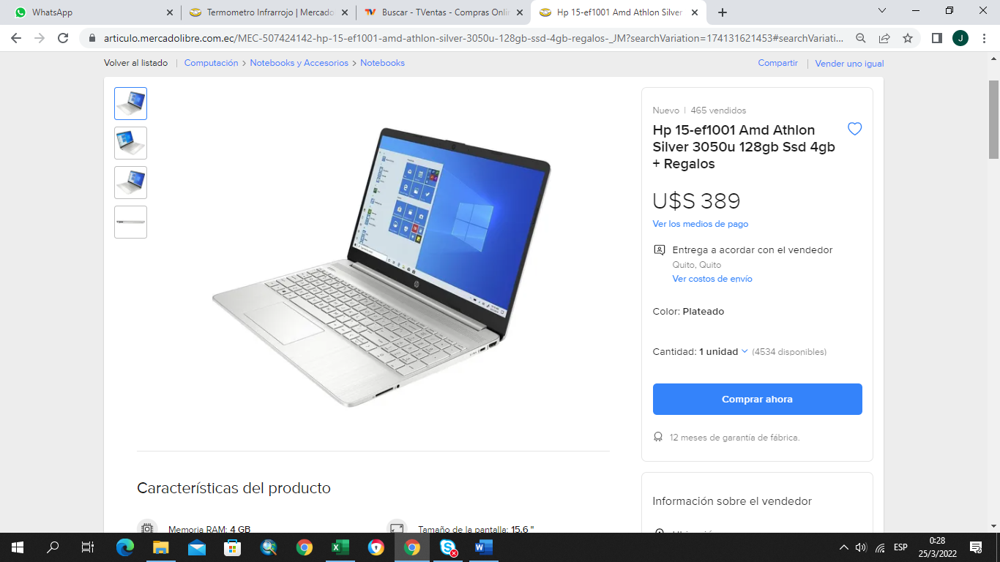 WhatsApp
Termometro Infrarrojo | Mercado
Buscar - TVentas - Compras Onli
Hp 15-ef1001 Amd Athlon Silver
articulo.mercadolibre.com.ec/MEC-507424142-hp-15-ef1001-amd-athlon-silver-3050u-128gb-ssd-4gb-regalos-_JM?searchVariation=174131621453#searchVariati...
J
Volver al listado | Computación > Notebooks y Accesorios > Notebooks
Compartir | Vender uno igual
Nuevo | 465 vendidos
Hp 15-ef1001 Amd Athlon
Silver 3050u 128gb Ssd 4gb
+ Regalos
U$S 389
Ver los medios de pago
Entrega a acordar con el vendedor
Quito, Quito
Ver costos de envío
Color: Plateado
Cantidad: 1 unidad (4534 disponibles)
Comprar ahora
12 meses de garantía de fábrica.
Características del producto
Memoria RAM: 4 GB
Tamaño de la pantalla: 15.6 "
Información sobre el vendedor
Ubicación
ESP
0:28
25/3/2022